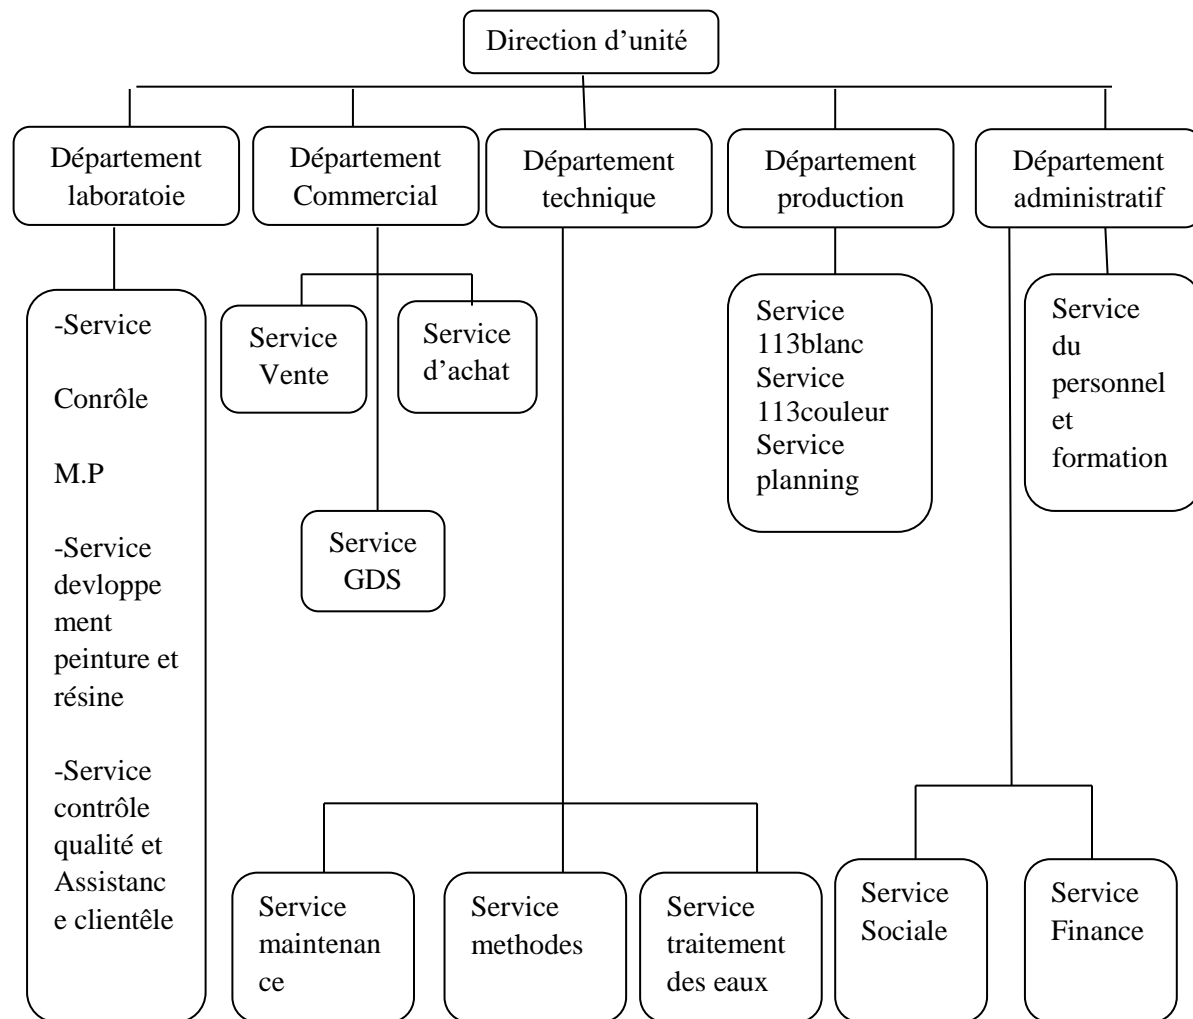 Direction d’unité
Département
laboratoie
Département
Commercial
Département
technique
Département
production
Département
administratif
-Service
Conrôle
M.P
-Service
devloppe
ment
peinture et
résine
-Service
contrôle
qualité et
Assistanc
e clientêle
Service
Vente
Service
d’achat
Service
GDS
Service
113blanc
Service
113couleur
Service
planning
Service
du
personnel
et
formation
Service
maintenan
ce
Service
methodes
Service
traitement
des eaux
Service
Sociale
Service
Finance